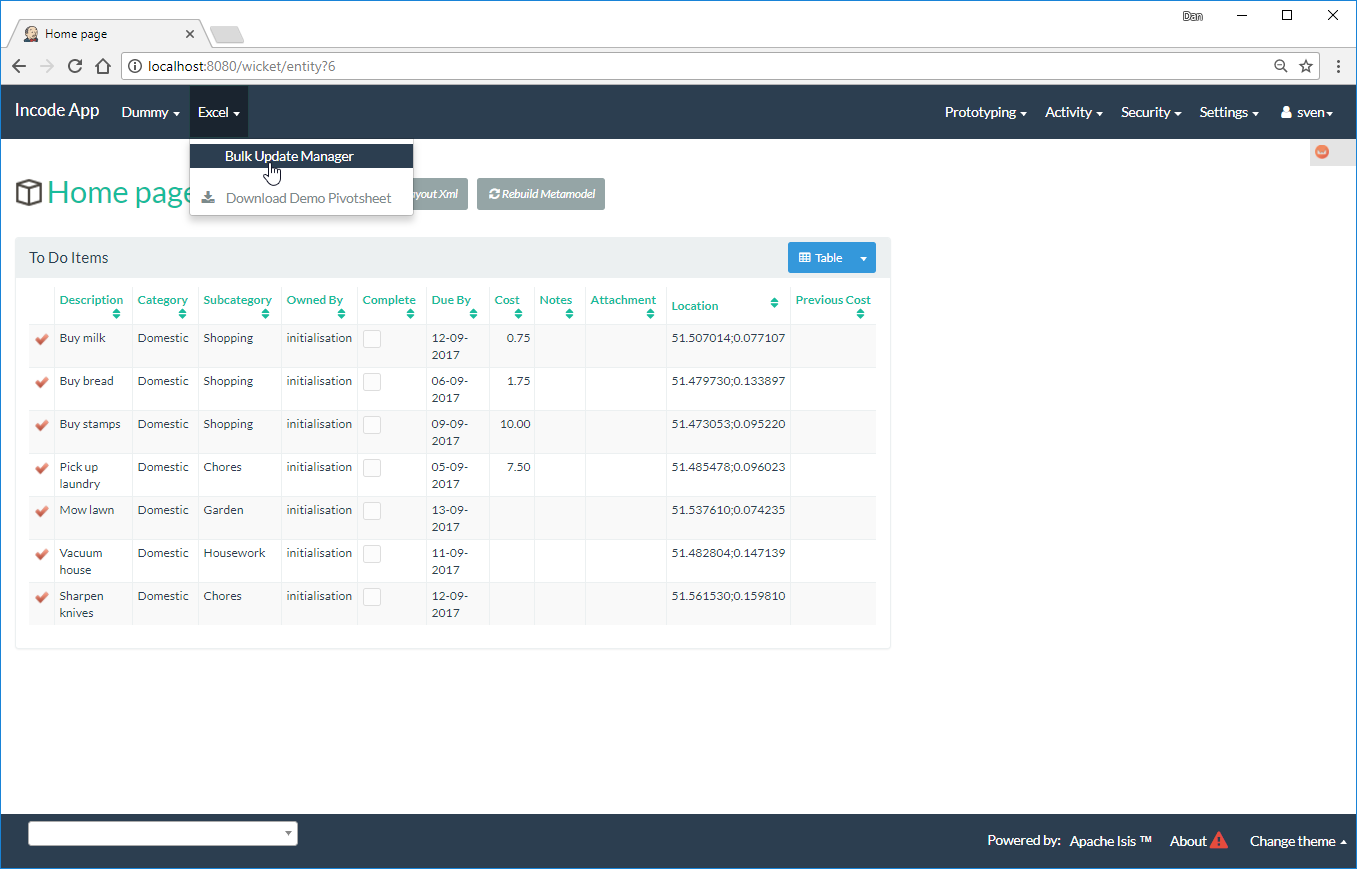 Dan
Home page
localhost:8080/wicket/entity?6
Incode App Dummy Excel Prototyping Activity Security Settings sven
Bulk Update Manager
Download Demo Pivotsheet
Home page
Xml
Rebuild Metamodel
To Do Items Table
Description Category Subcategory Owned By Complete Due By Cost Notes Attachment Location Previous Cost
Buy milk Domestic Shopping initialisation 12-09- 0.75 51.507014;0.077107
2017
Buy bread Domestic Shopping initialisation 06-09- 1.75 51.479730;0.133897
2017
Buy stamps Domestic Shopping initialisation 09-09- 10.00 51.473053;0.095220
2017
Pick up Domestic Chores initialisation 05-09- 7.50 51.485478;0.096023
laundry 2017
Mow lawn Domestic Garden initialisation 13-09- 51.537610;0.074235
2017
Vacuum Domestic Housework initialisation 11-09- 51.482804;0.147139
house 2017
Sharpen Domestic Chores initialisation 12-09- 51.561530;0.159810
knives 2017
Powered by: Apache Isis ™ About Change theme